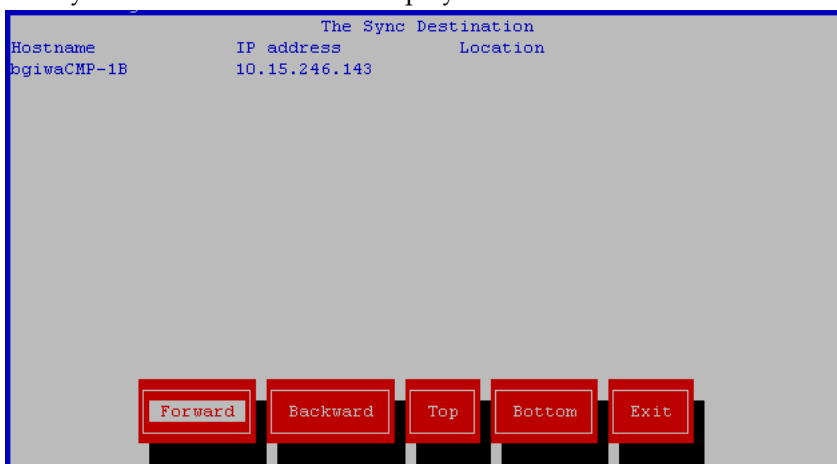 The Sync Destination
Hostname IP address Location
bgiwaCMP-1B 10.15.246.143
Forward Backward Top Bottom Exit